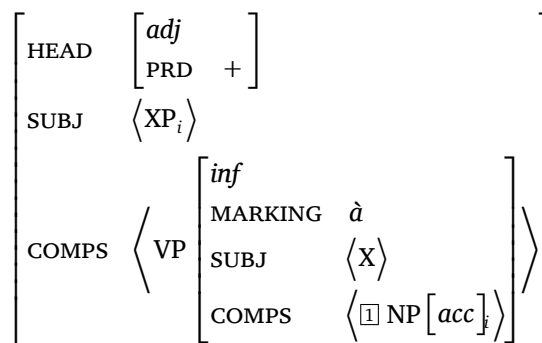 HEAD [adj
PRD +]
SUBJ ⟨XPᵢ⟩
COMPS ⟨VP [inf
MARKING à
SUBJ ⟨X⟩
COMPS ⟨1 NP[acc]ᵢ⟩]⟩